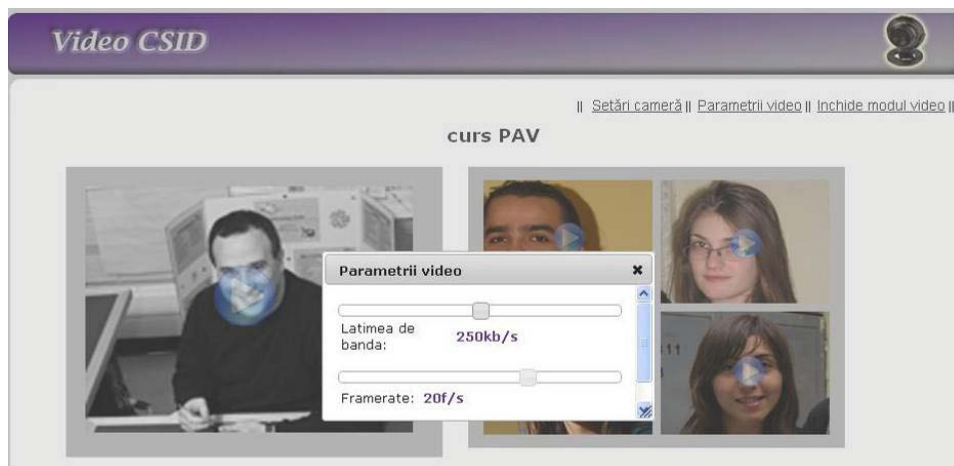 Video CSID
|| Setări cameră || Parametrii video || Inchide modul video ||
curs PAV
Parametrii video
Latimea de
banda: 250kb/s
Framerate: 20f/s